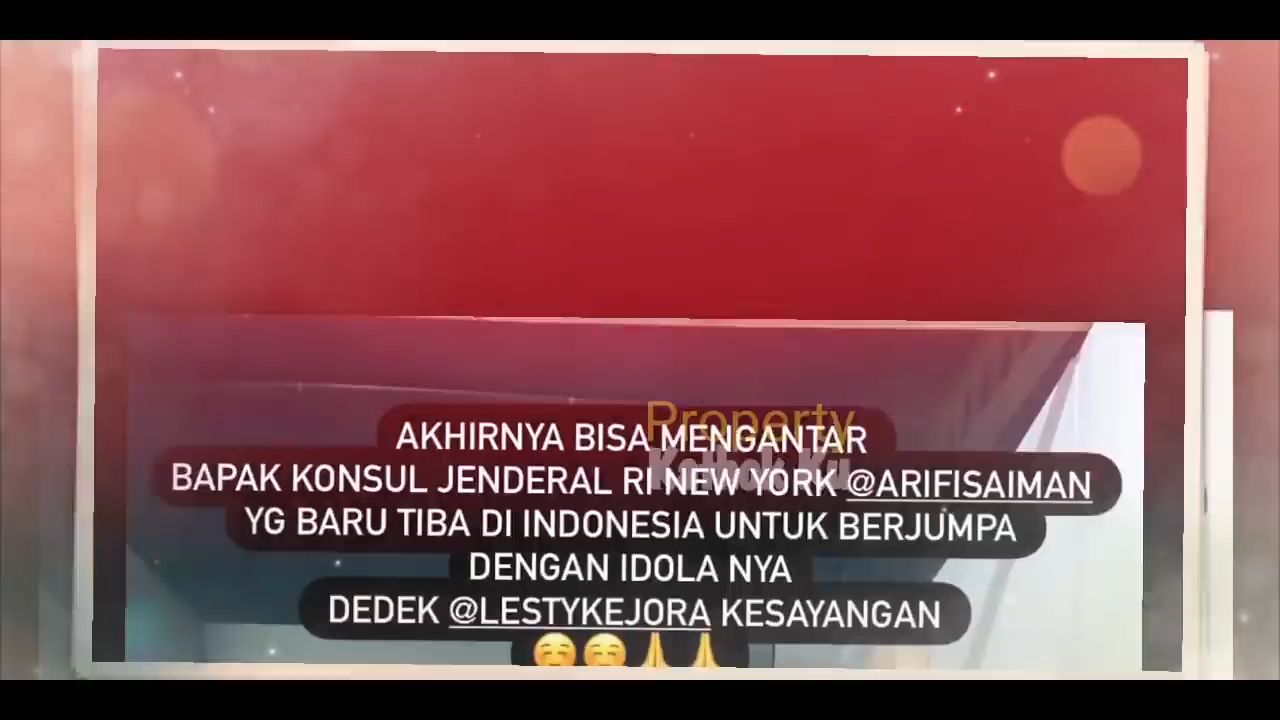 Property
AKHIRNYA BISA MENGANTAR
BAPAK KONSUL JENDERAL RI NEW YORK @ARIFISAIMAN
YG BARU TIBA DI INDONESIA UNTUK BERJUMPA
DENGAN IDOLA NYA
DEDEK @LESTYKEJORA KESAYANGAN
☺️☺️🙏🙏